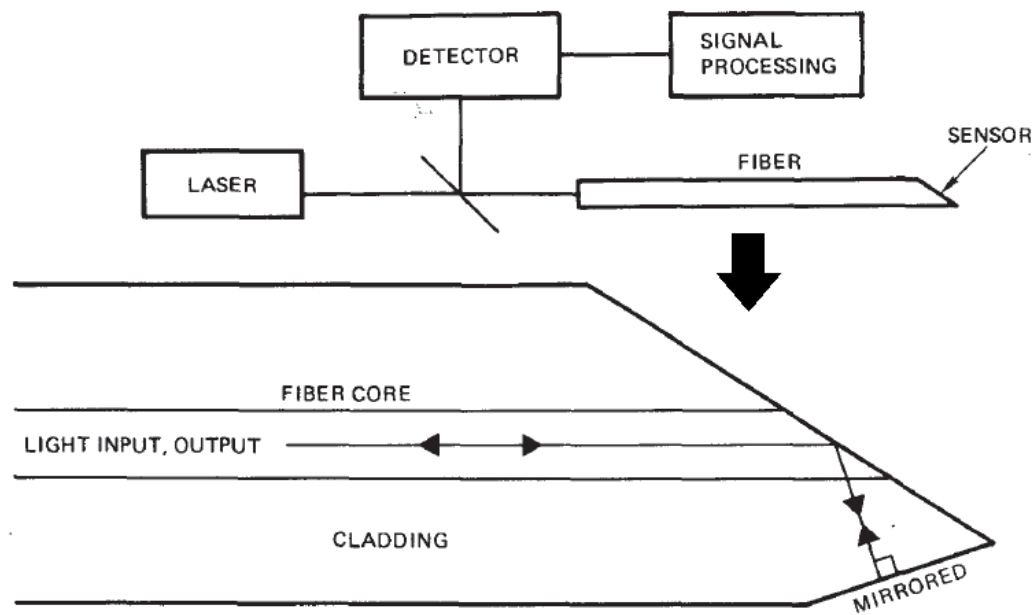 DETECTOR
SIGNAL
PROCESSING
SENSOR
LASER
FIBER
FIBER CORE
LIGHT INPUT, OUTPUT
CLADDING
MIRRORED